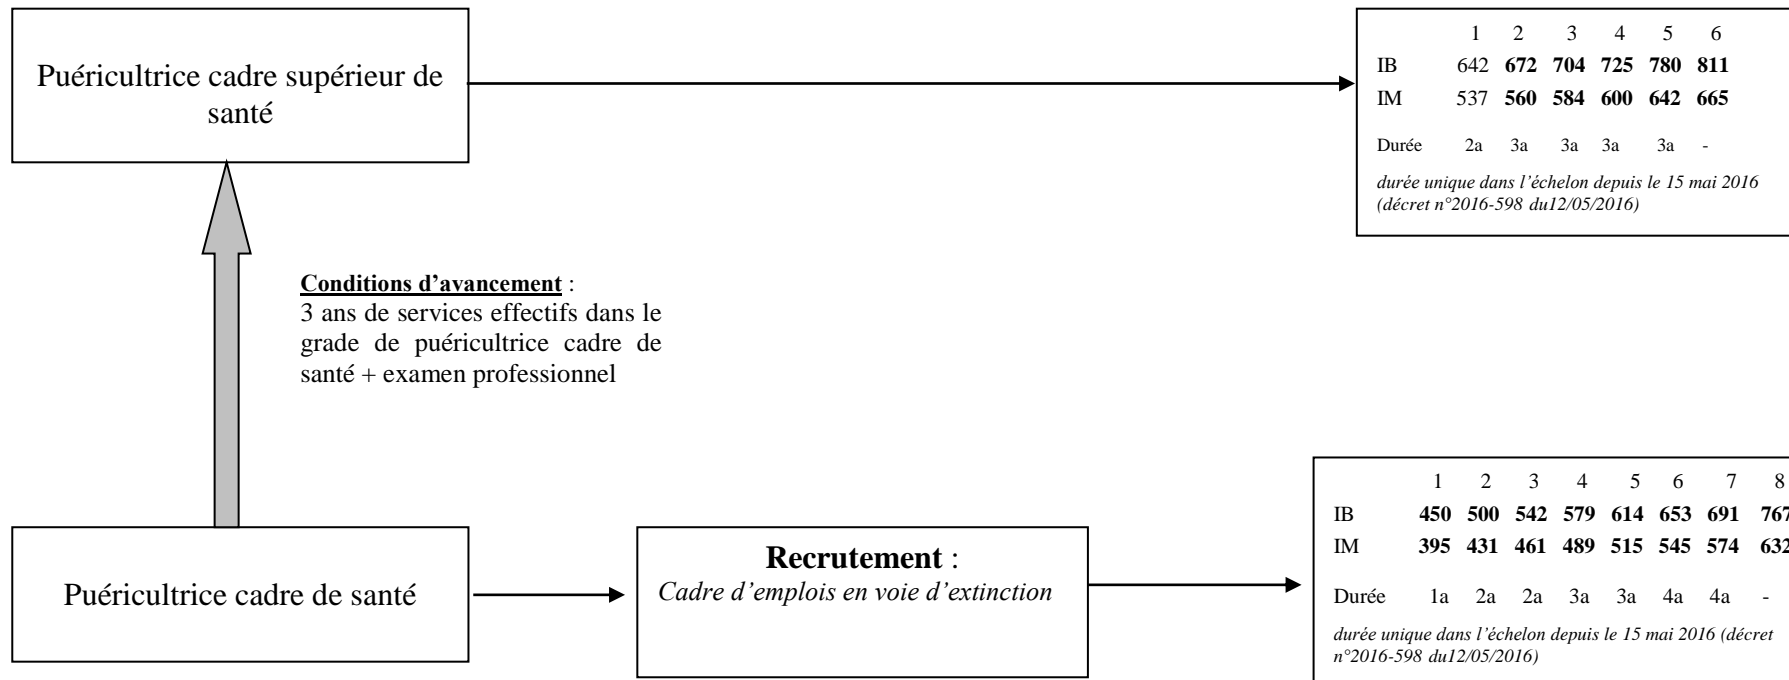 Puéricultrice cadre supérieur de
santé
1 2 3 4 5 6
IB 642 672 704 725 780 811
IM 537 560 584 600 642 665
Durée 2a 3a 3a 3a 3a -
durée unique dans l’échelon depuis le 15 mai 2016
(décret n°2016-598 du12/05/2016)
Conditions d’avancement :
3 ans de services effectifs dans le
grade de puéricultrice cadre de
santé + examen professionnel
Puéricultrice cadre de santé
Recrutement :
Cadre d’emplois en voie d’extinction
1 2 3 4 5 6 7 8
IB 450 500 542 579 614 653 691 767
IM 395 431 461 489 515 545 574 632
Durée 1a 2a 2a 3a 3a 4a 4a -
durée unique dans l’échelon depuis le 15 mai 2016 (décret
n°2016-598 du12/05/2016)